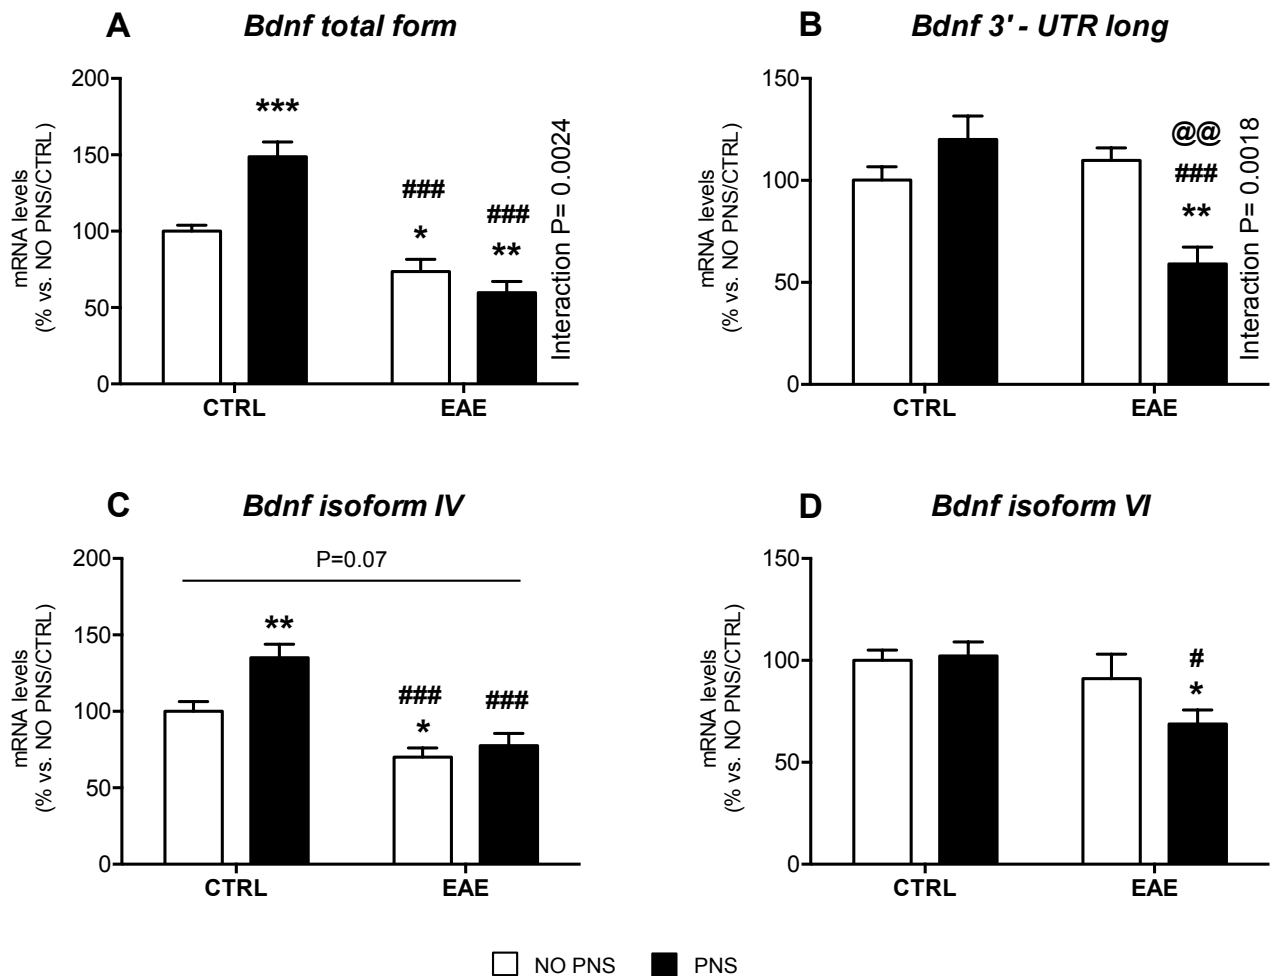 A Bdnf total form
mRNA levels
(% vs. NO PNS/CTRL)
200
150
100
50
0
***
###
*
###
**
Interaction P= 0.0024
CTRL EAE
B Bdnf 3' - UTR long
mRNA levels
(% vs. NO PNS/CTRL)
150
100
50
0
@@
###
**
Interaction P= 0.0018
CTRL EAE
C Bdnf isoform IV
mRNA levels
(% vs. NO PNS/CTRL)
200
150
100
50
0
P=0.07
**
###
*
###
CTRL EAE
D Bdnf isoform VI
mRNA levels
(% vs. NO PNS/CTRL)
150
100
50
0
#
*
CTRL EAE
NO PNS PNS